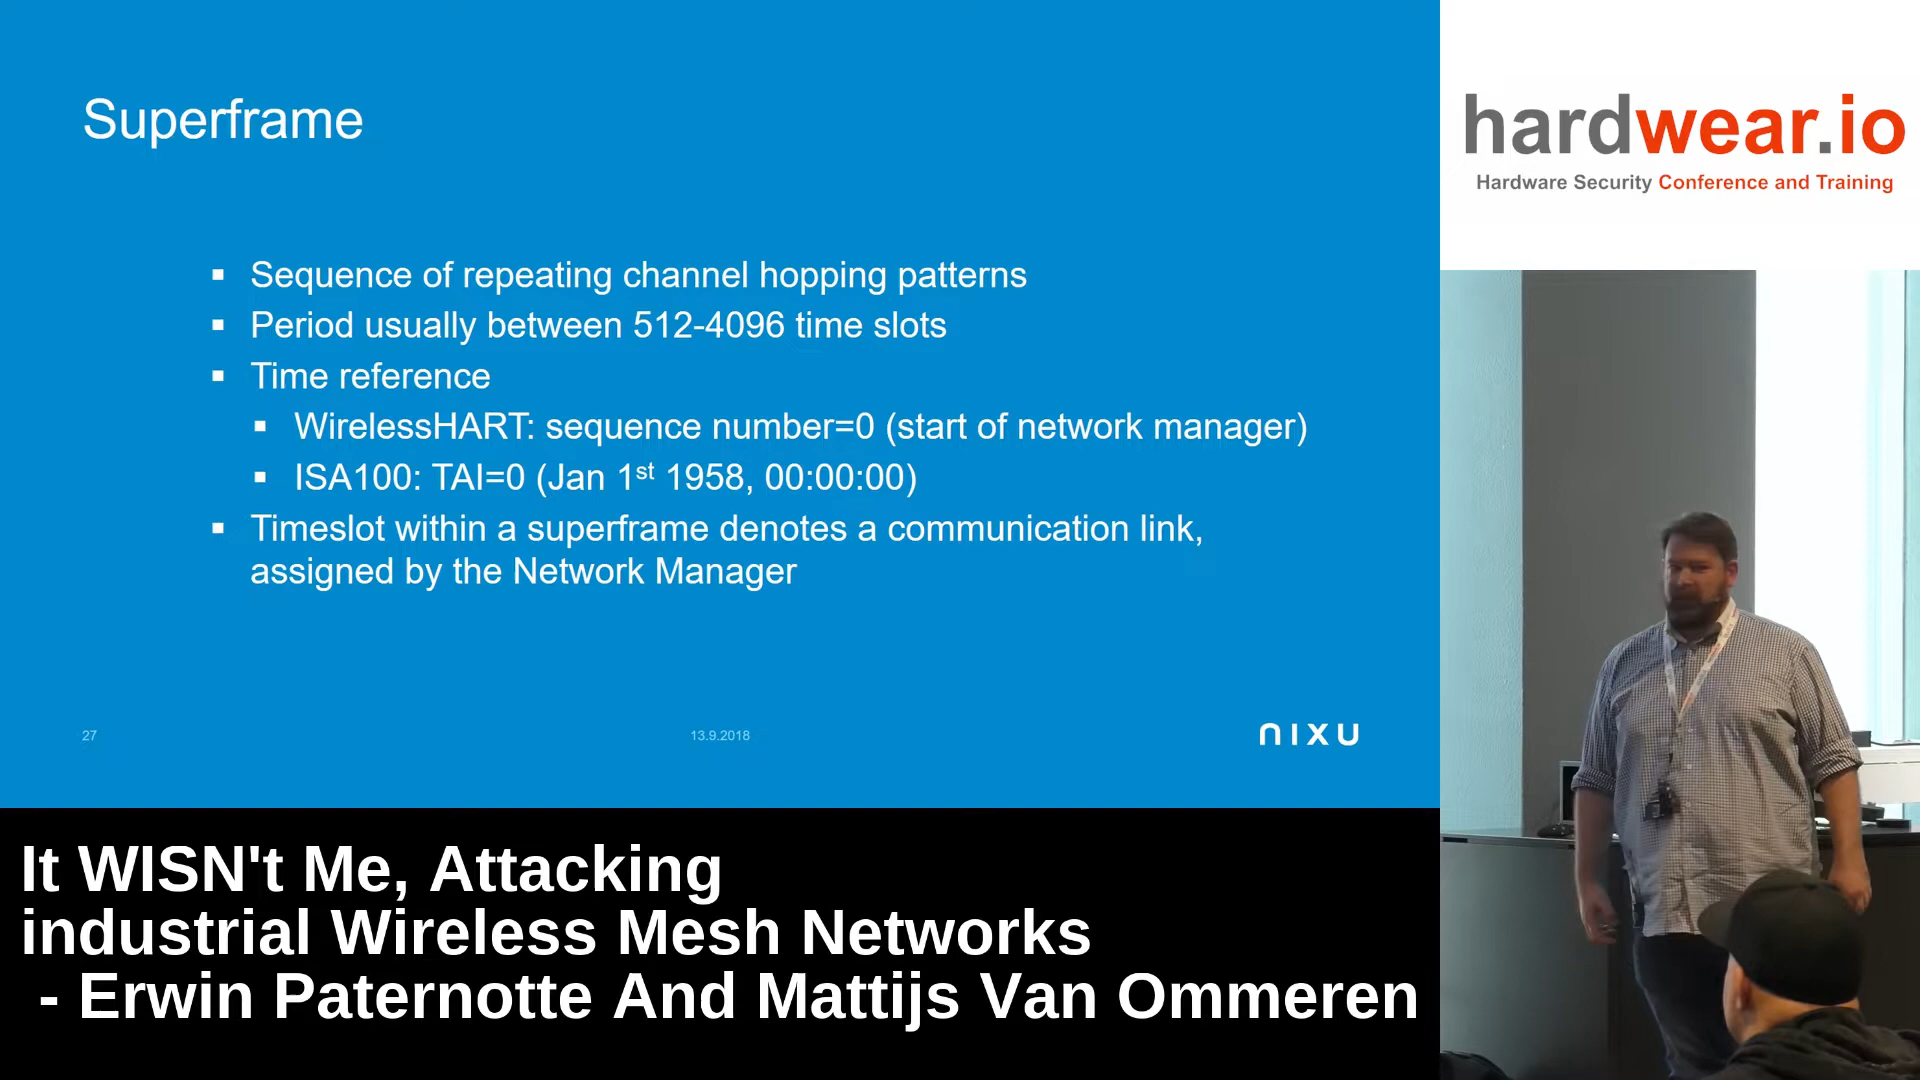 Superframe
hardwear.io
Hardware Security Conference and Training
▪ Sequence of repeating channel hopping patterns
▪ Period usually between 512-4096 time slots
▪ Time reference
▪ WirelessHART: sequence number=0 (start of network manager)
▪ ISA100: TAI=0 (Jan 1st 1958, 00:00:00)
▪ Timeslot within a superframe denotes a communication link,
assigned by the Network Manager
27
13.9.2018
nixu
It WISN't Me, Attacking
industrial Wireless Mesh Networks
- Erwin Paternotte And Mattijs Van Ommeren